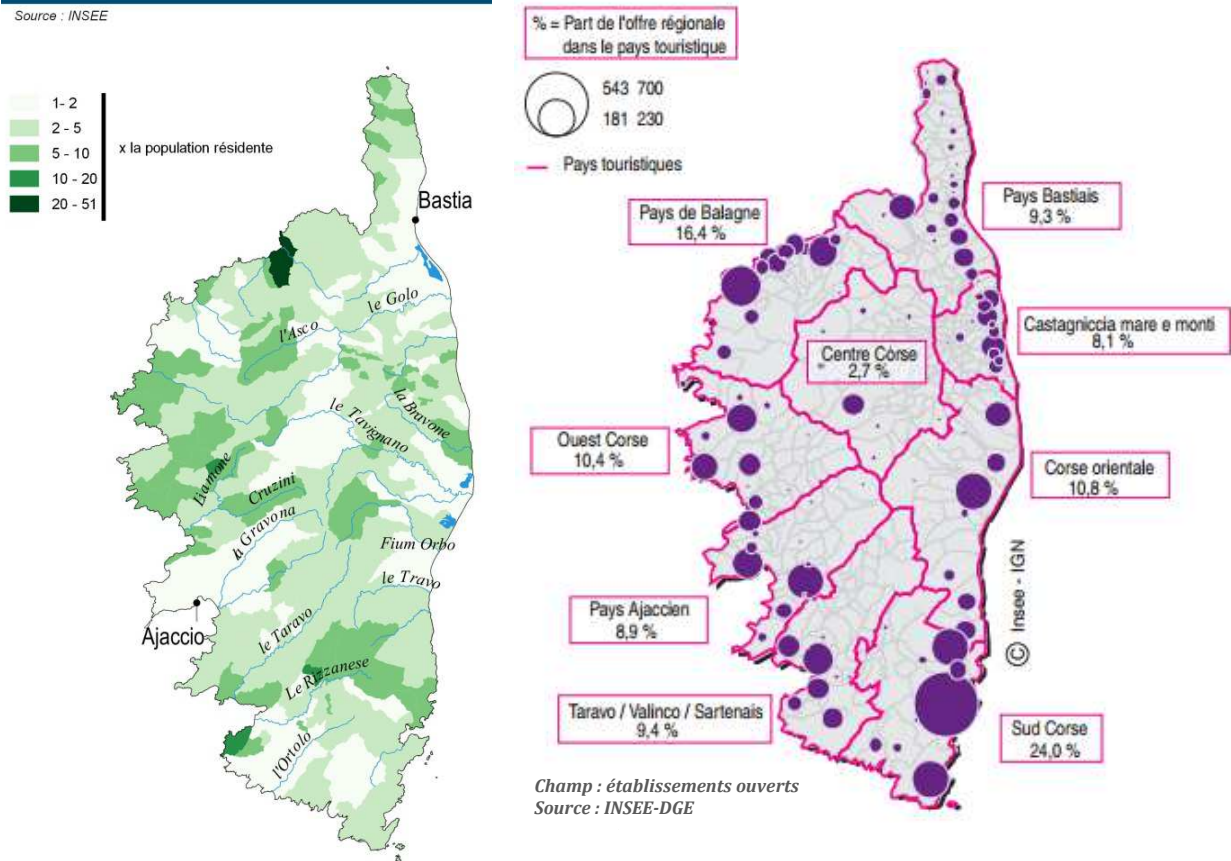 Source : INSEE
1- 2
2 - 5
5 - 10
10 - 20
20 - 51
x la population résidente
Bastia
le Golo
l'Asco
la Bravone
le Tavignano
Liamone
Cruzini
la Gravona
Fium Orbo
le Travo
Ajaccio
le Taravo
Le Rizzanese
l'Ortolo
% = Part de l'offre régionale
dans le pays touristique
543 700
181 230
Pays touristiques
Pays de Balagne
16,4 %
Pays Bastiais
9,3 %
Castagniccia mare e monti
8,1 %
Centre Corse
2,7 %
Ouest Corse
10,4 %
Corse orientale
10,8 %
Pays Ajaccien
8,9 %
Taravo / Valinco / Sartenais
9,4 %
Sud Corse
24,0 %
© Insee - IGN
Champ : établissements ouverts
Source : INSEE-DGE